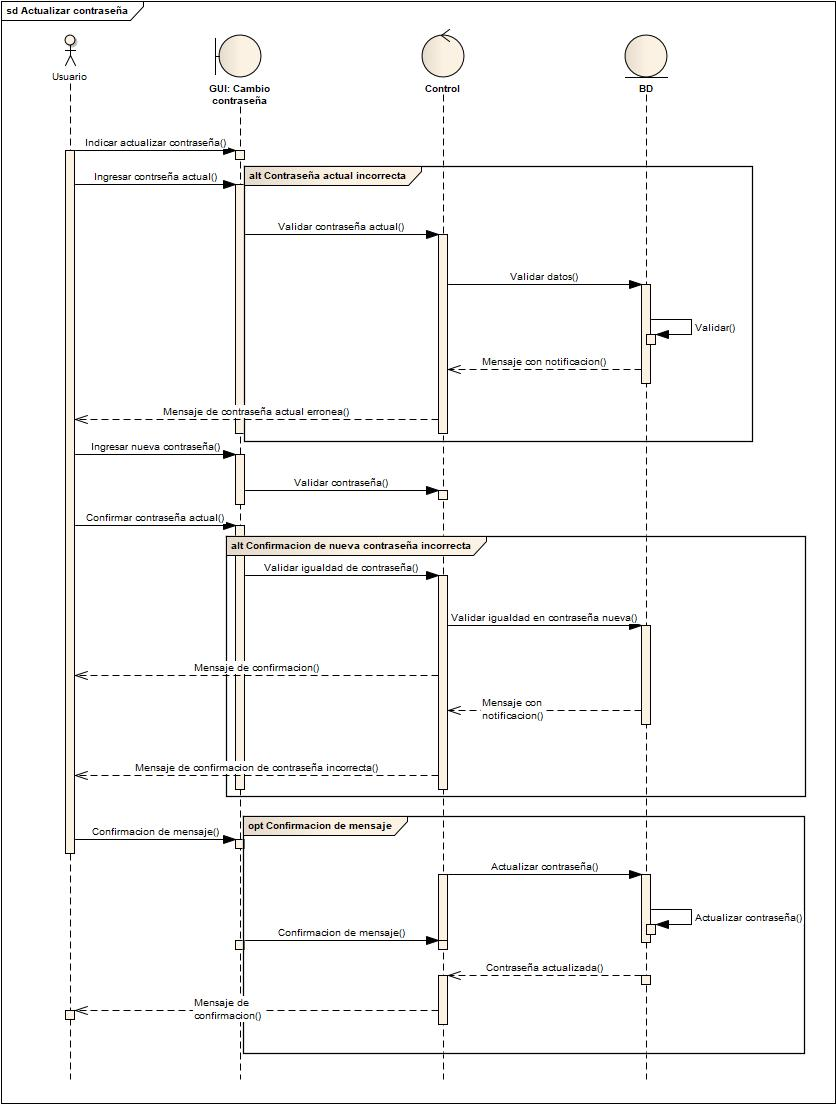 sd Actualizar contraseña
Usuario
GUI: Cambio
contraseña
Control
BD
Indicar actualizar contraseña()
Ingresar contrseña actual()
alt Contraseña actual incorrecta
Validar contraseña actual()
Validar datos()
Validar()
Mensaje con notificacion()
Mensaje de contraseña actual erronea()
Ingresar nueva contraseña()
Validar contraseña()
Confirmar contraseña actual()
alt Confirmacion de nueva contraseña incorrecta
Validar igualdad de contraseña()
Validar igualdad en contraseña nueva()
Mensaje de confirmacion()
Mensaje con
notificacion()
Mensaje de confirmacion de contraseña incorrecta()
opt Confirmacion de mensaje
Confirmacion de mensaje()
Actualizar contraseña()
Actualizar contraseña()
Confirmacion de mensaje()
Contraseña actualizada()
Mensaje de
confirmacion()